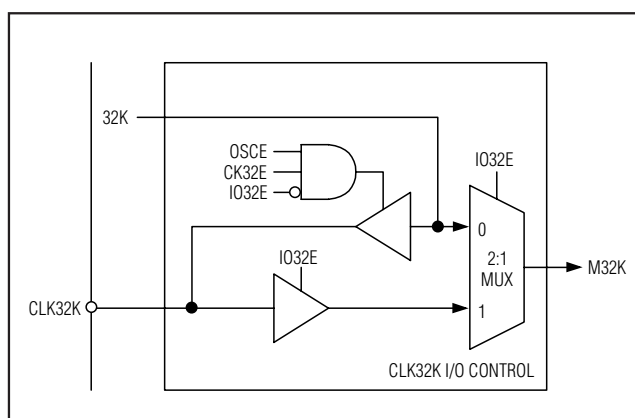 32K
OSCE
CK32E
IO32E
IO32E
0
2:1
MUX
M32K
IO32E
CLK32K
1
CLK32K I/O CONTROL